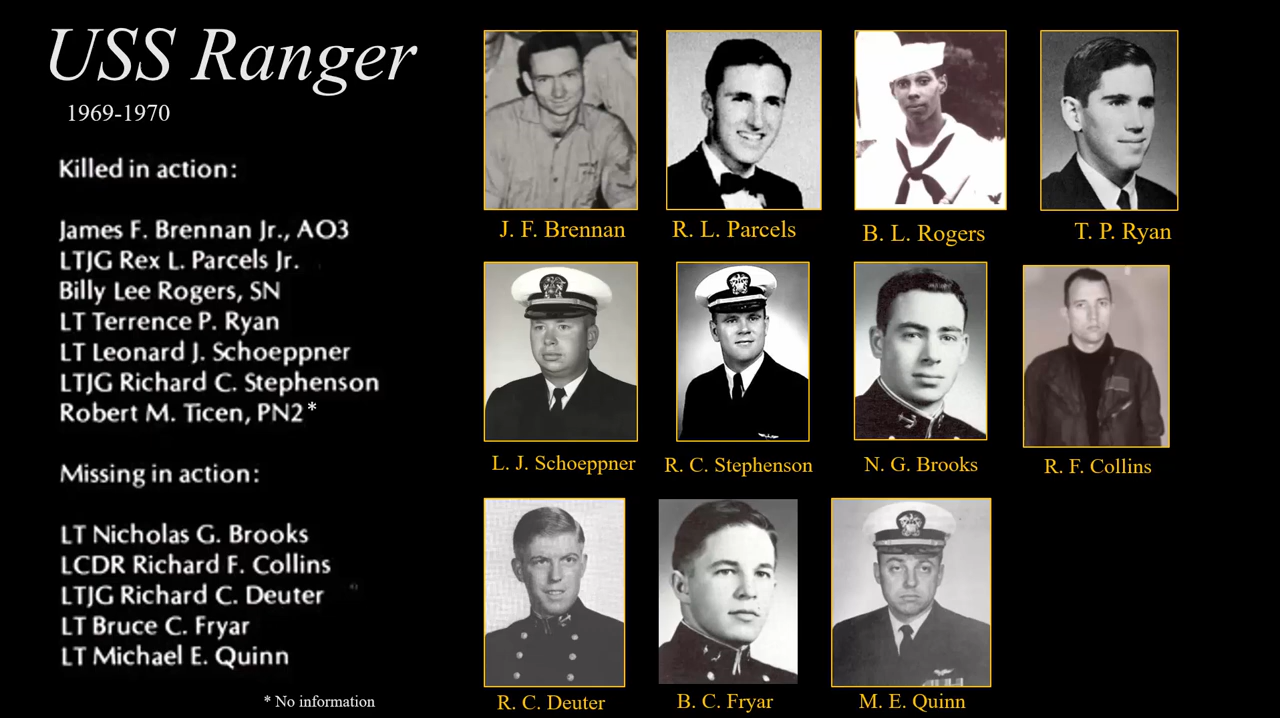 USS Ranger
1969-1970
Killed in action:
James F. Brennan Jr., AO3
LTJG Rex L. Parcels Jr.
Billy Lee Rogers, SN
LT Terrence P. Ryan
LT Leonard J. Schoeppner
LTJG Richard C. Stephenson
Robert M. Ticen, PN2*
Missing in action:
LT Nicholas G. Brooks
LCDR Richard F. Collins
LTJG Richard C. Deuter
LT Bruce C. Fryar
LT Michael E. Quinn
* No information
J. F. Brennan
R. L. Parcels
B. L. Rogers
T. P. Ryan
L. J. Schoeppner
R. C. Stephenson
N. G. Brooks
R. F. Collins
R. C. Deuter
B. C. Fryar
M. E. Quinn